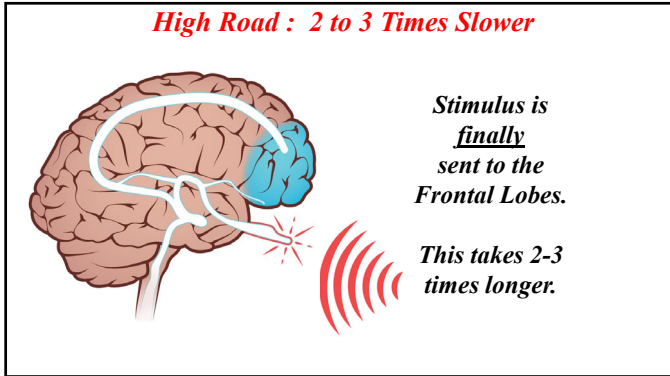 High Road : 2 to 3 Times Slower
Stimulus is
finally
sent to the
Frontal Lobes.
This takes 2-3
times longer.